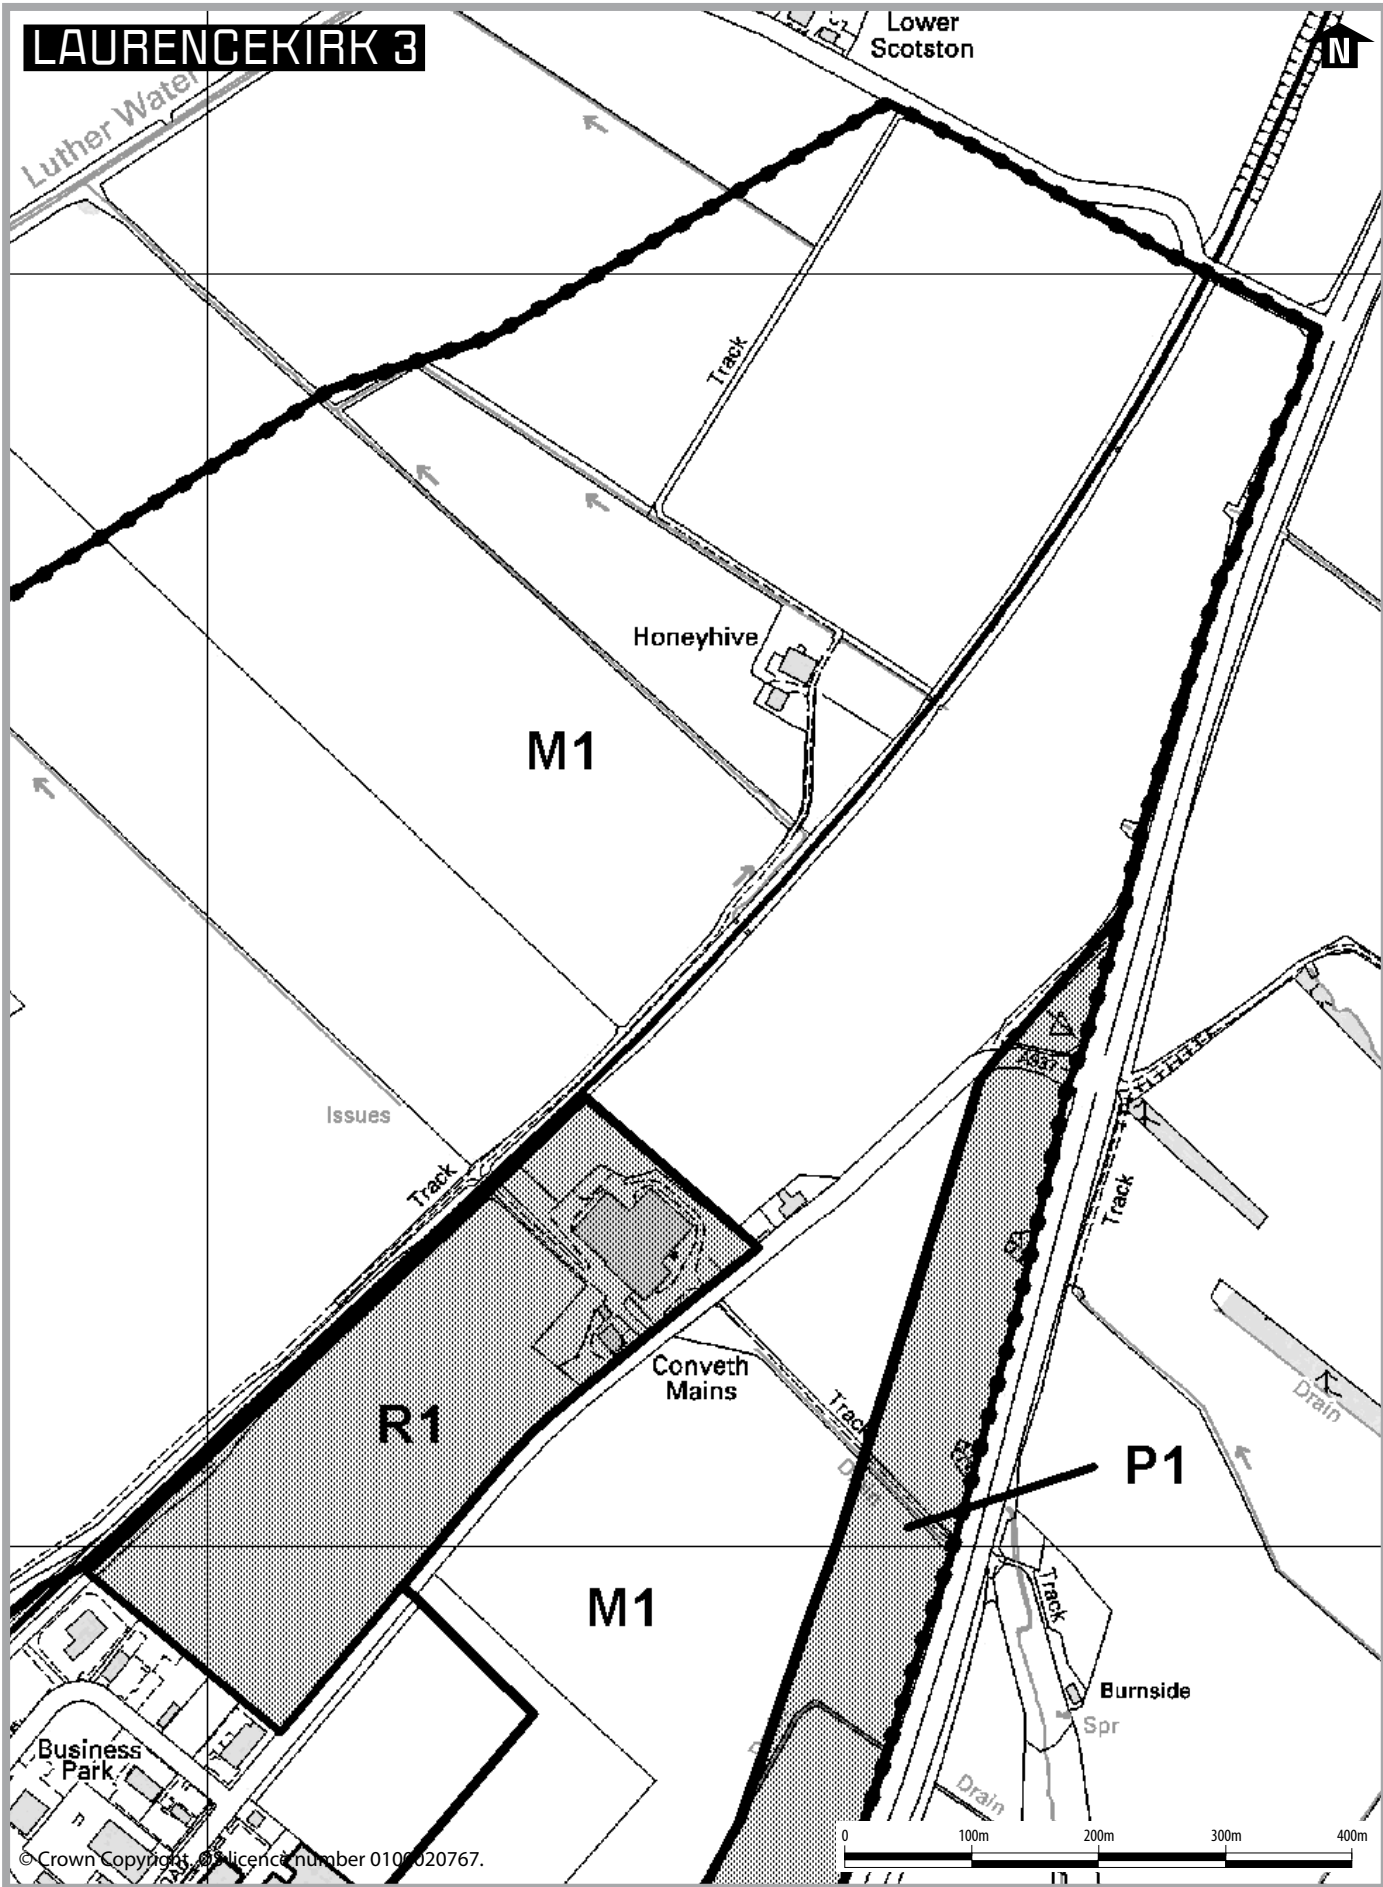 LAURENCEKIRK 3
Lower
Scotston
N
Luther Water
Track
Honeyhive
M1
A937
Issues
Track
Track
Conveth
Mains
R1
Track
Drain
Drain
P1
M1
Track
Burnside
Spr
Business
Park
Drain
0 100m 200m 300m 400m
© Crown Copyright. OS licence number 0100020767.